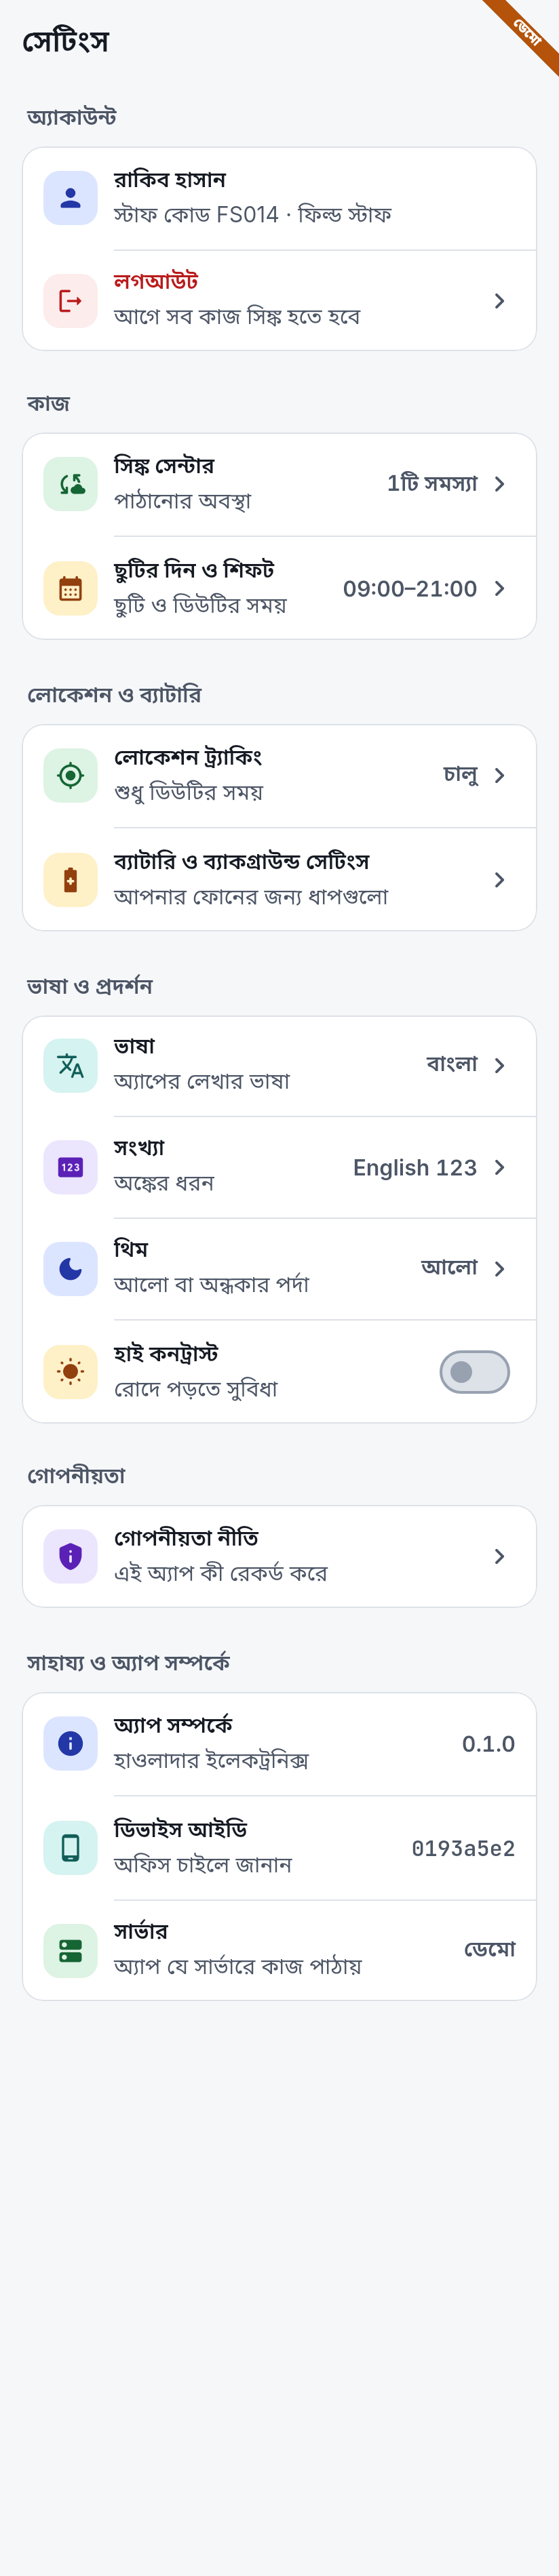 ডেমো
সেটিংস
অ্যাকাউন্ট
রাকিব হাসান
স্টাফ কোড FS014 · ফিল্ড স্টাফ
লগআউট
আগে সব কাজ সিঙ্ক হতে হবে
কাজ
সিঙ্ক সেন্টার
পাঠানোর অবস্থা
1টি সমস্যা
ছুটির দিন ও শিফট
ছুটি ও ডিউটির সময়
09:00–21:00
লোকেশন ও ব্যাটারি
লোকেশন ট্র্যাকিং
শুধু ডিউটির সময়
চালু
ব্যাটারি ও ব্যাকগ্রাউন্ড সেটিংস
আপনার ফোনের জন্য ধাপগুলো
ভাষা ও প্রদর্শন
ভাষা
অ্যাপের লেখার ভাষা
বাংলা
123
সংখ্যা
অঙ্কের ধরন
English 123
থিম
আলো বা অন্ধকার পর্দা
আলো
হাই কনট্রাস্ট
রোদে পড়তে সুবিধা
গোপনীয়তা
গোপনীয়তা নীতি
এই অ্যাপ কী রেকর্ড করে
সাহায্য ও অ্যাপ সম্পর্কে
অ্যাপ সম্পর্কে
হাওলাদার ইলেকট্রনিক্স
0.1.0
ডিভাইস আইডি
অফিস চাইলে জানান
0193a5e2
সার্ভার
অ্যাপ যে সার্ভারে কাজ পাঠায়
ডেমো